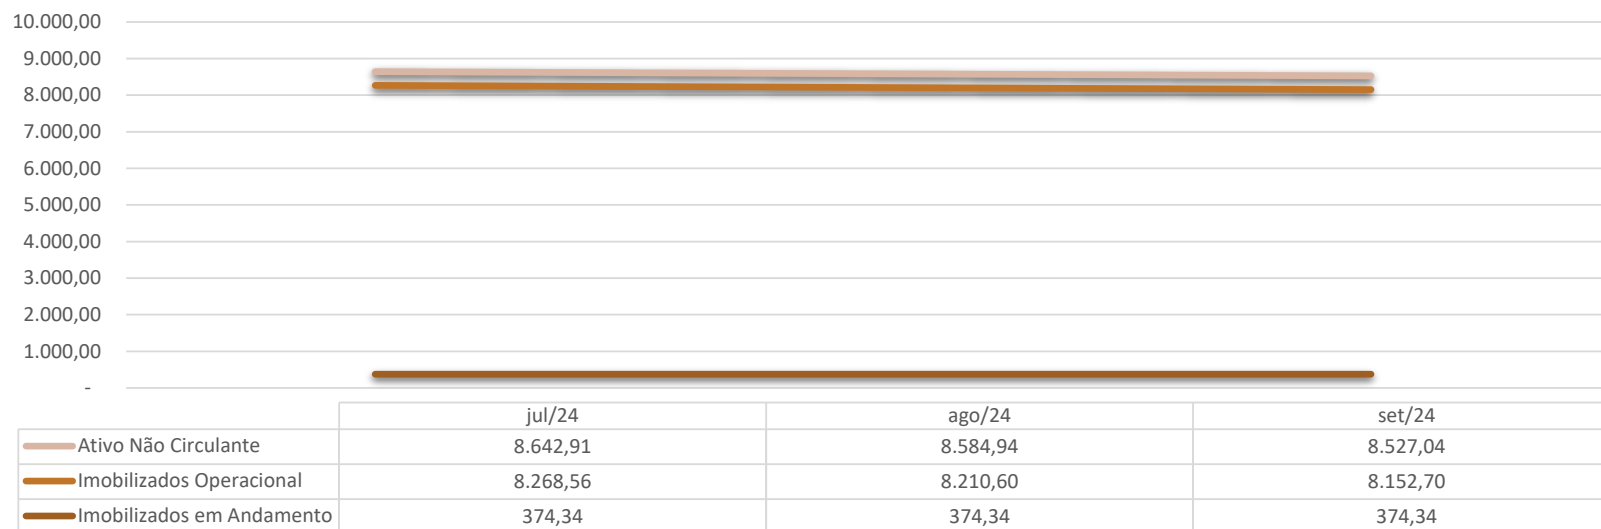 10.000,00
9.000,00
8.000,00
7.000,00
6.000,00
5.000,00
4.000,00
3.000,00
2.000,00
1.000,00
-
jul/24 ago/24 set/24
Ativo Não Circulante 8.642,91 8.584,94 8.527,04
Imobilizados Operacional 8.268,56 8.210,60 8.152,70
Imobilizados em Andamento 374,34 374,34 374,34